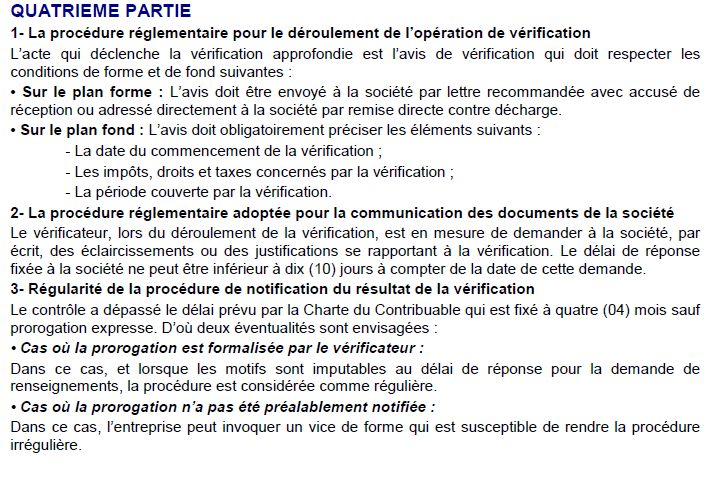 QUATRIEME PARTIE
1- La procédure réglementaire pour le déroulement de l’opération de vérification
L’acte qui déclenche la vérification approfondie est l’avis de vérification qui doit respecter les
conditions de forme et de fond suivantes :
• Sur le plan forme : L’avis doit être envoyé à la société par lettre recommandée avec accusé de
réception ou adressé directement à la société par remise directe contre décharge.
• Sur le plan fond : L’avis doit obligatoirement préciser les éléments suivants :
- La date du commencement de la vérification ;
- Les impôts, droits et taxes concernés par la vérification ;
- La période couverte par la vérification.
2- La procédure réglementaire adoptée pour la communication des documents de la société
Le vérificateur, lors du déroulement de la vérification, est en mesure de demander à la société, par
écrit, des éclaircissements ou des justifications se rapportant à la vérification. Le délai de réponse
fixée à la société ne peut être inférieur à dix (10) jours à compter de la date de cette demande.
3- Régularité de la procédure de notification du résultat de la vérification
Le contrôle a dépassé le délai prévu par la Charte du Contribuable qui est fixé à quatre (04) mois sauf
prorogation expresse. D’où deux éventualités sont envisagées :
• Cas où la prorogation est formalisée par le vérificateur :
Dans ce cas, et lorsque les motifs sont imputables au délai de réponse pour la demande de
renseignements, la procédure est considérée comme régulière.
• Cas où la prorogation n’a pas été préalablement notifiée :
Dans ce cas, l’entreprise peut invoquer un vice de forme qui est susceptible de rendre la procédure
irrégulière.